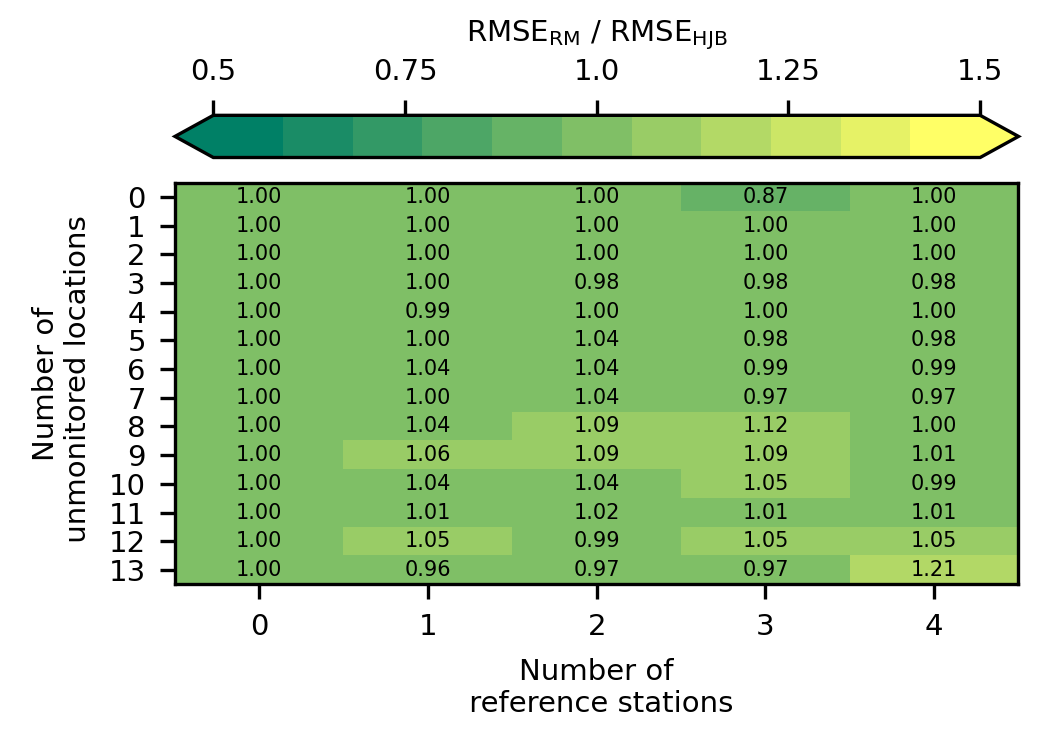 RMSE_RM / RMSE_HJB
0.5 0.75 1.0 1.25 1.5
Number of
unmonitored locations
0 1.00 1.00 1.00 0.87 1.00
1 1.00 1.00 1.00 1.00 1.00
2 1.00 1.00 1.00 1.00 1.00
3 1.00 1.00 0.98 0.98 0.98
4 1.00 0.99 1.00 1.00 1.00
5 1.00 1.00 1.04 0.98 0.98
6 1.00 1.04 1.04 0.99 0.99
7 1.00 1.00 1.04 0.97 0.97
8 1.00 1.04 1.09 1.12 1.00
9 1.00 1.06 1.09 1.09 1.01
10 1.00 1.04 1.04 1.05 0.99
11 1.00 1.01 1.02 1.01 1.01
12 1.00 1.05 0.99 1.05 1.05
13 1.00 0.96 0.97 0.97 1.21
0 1 2 3 4
Number of
reference stations